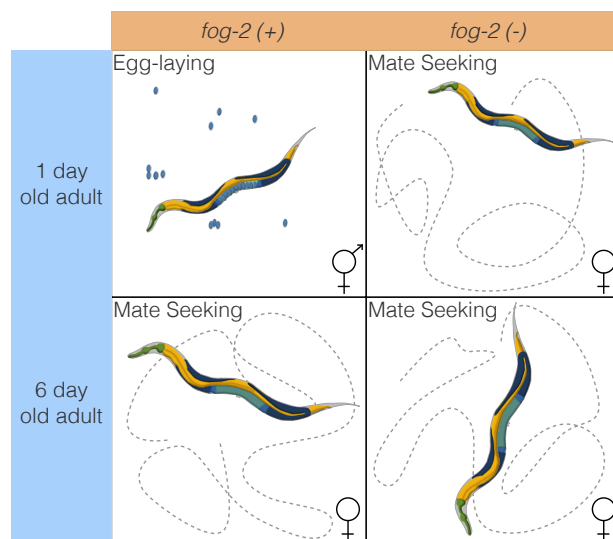 fog-2 (+)
fog-2 (-)
Egg-laying
Mate Seeking
1 day
old adult
Mate Seeking
Mate Seeking
6 day
old adult